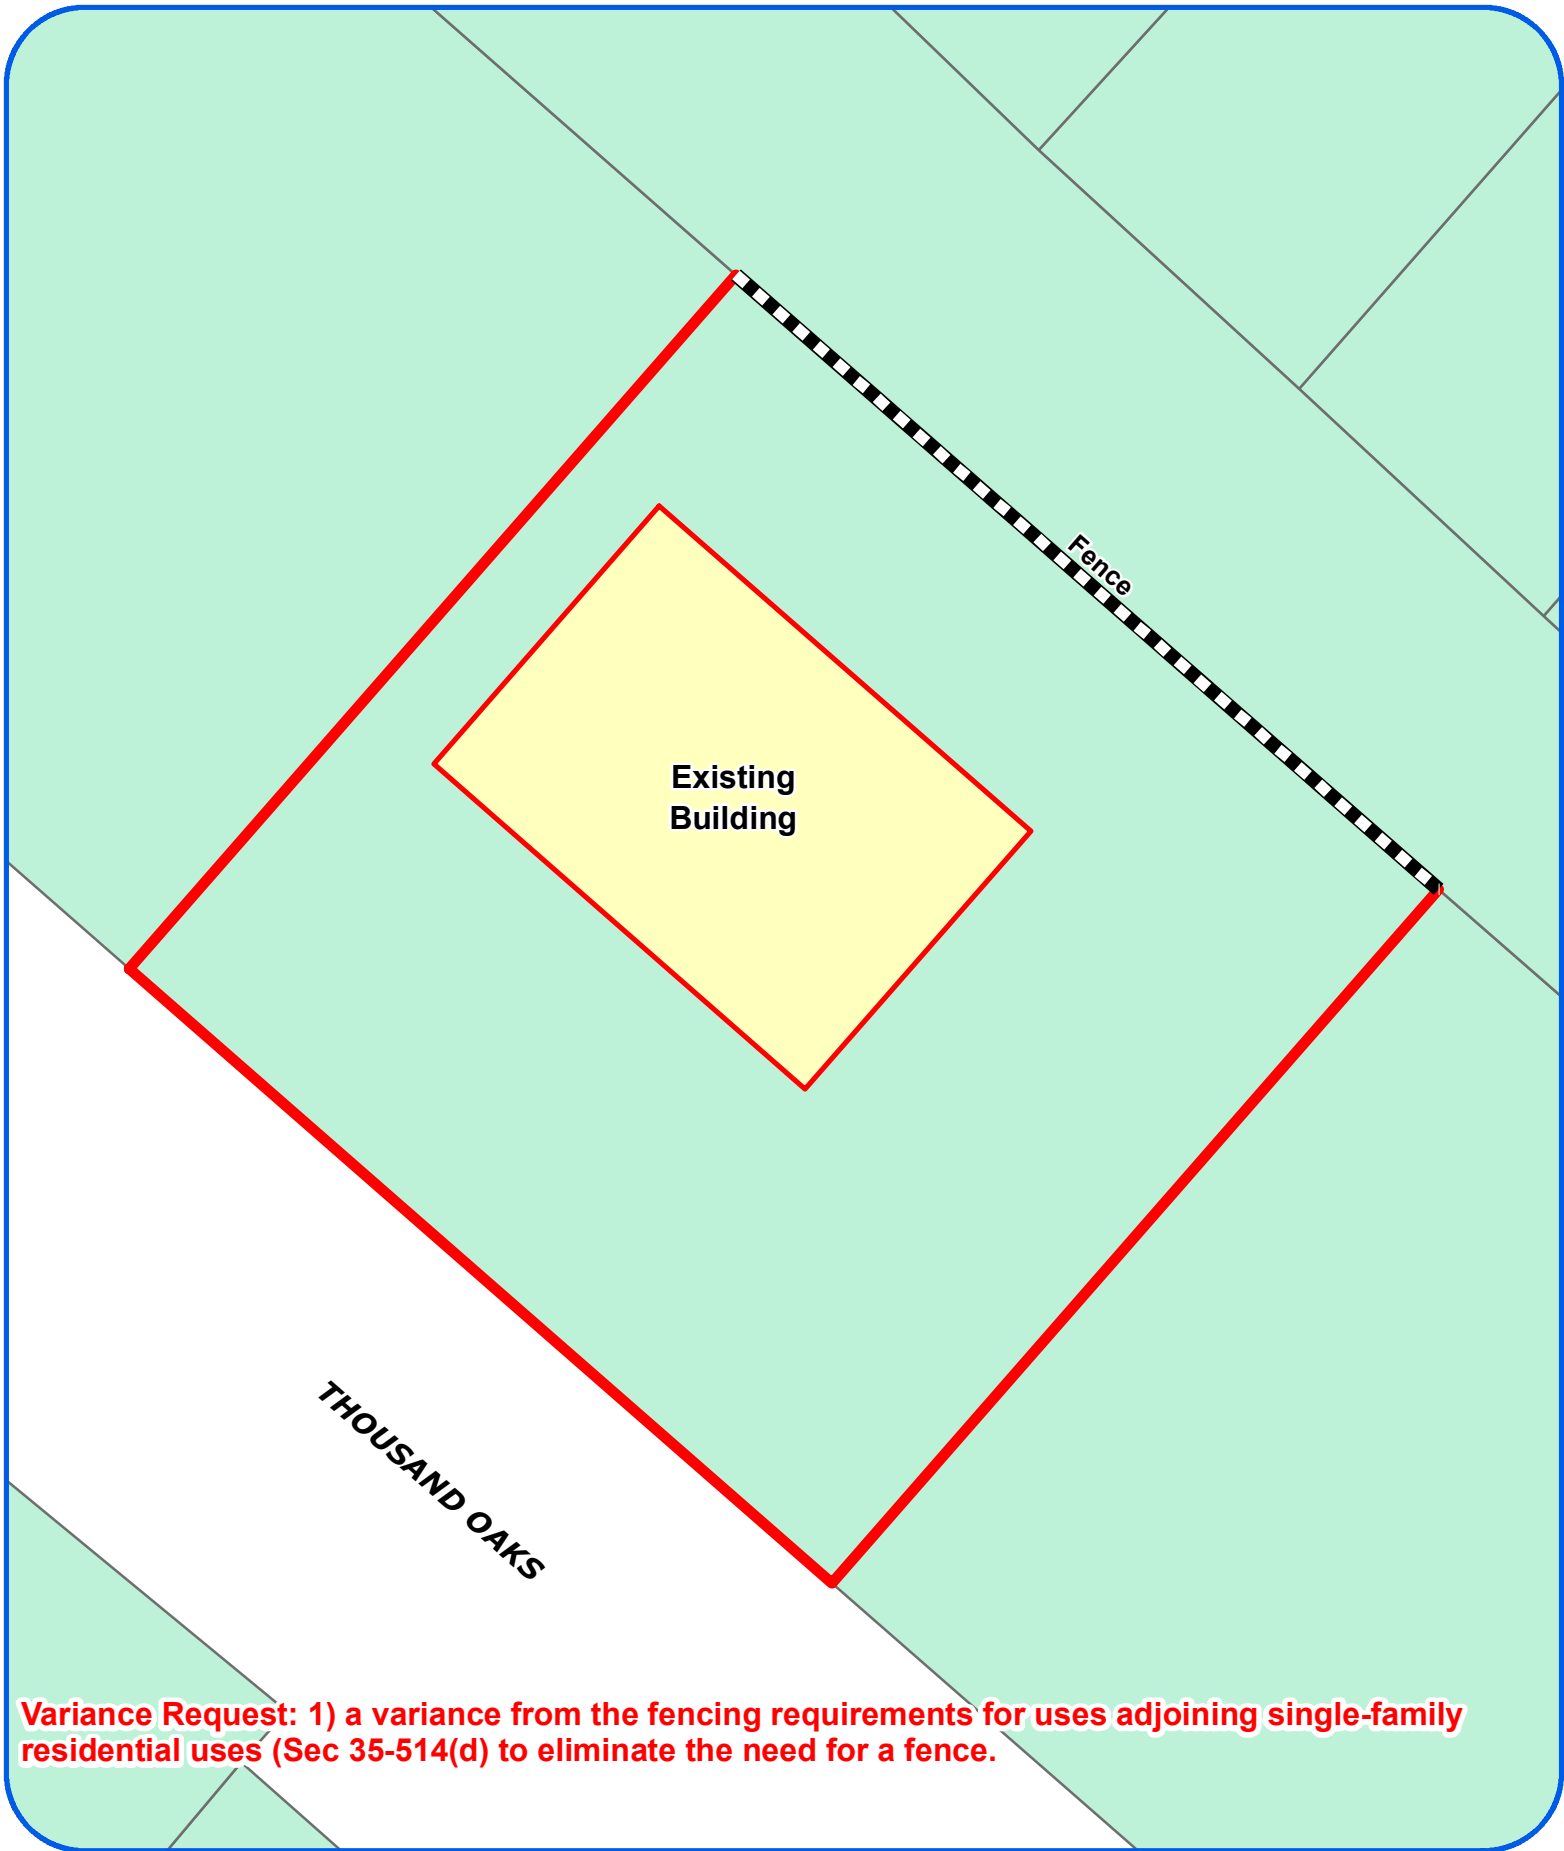 Fence
Existing
Building
THOUSAND OAKS
Variance Request: 1) a variance from the fencing requirements for uses adjoining single-family
residential uses (Sec 35-514(d) to eliminate the need for a fence.